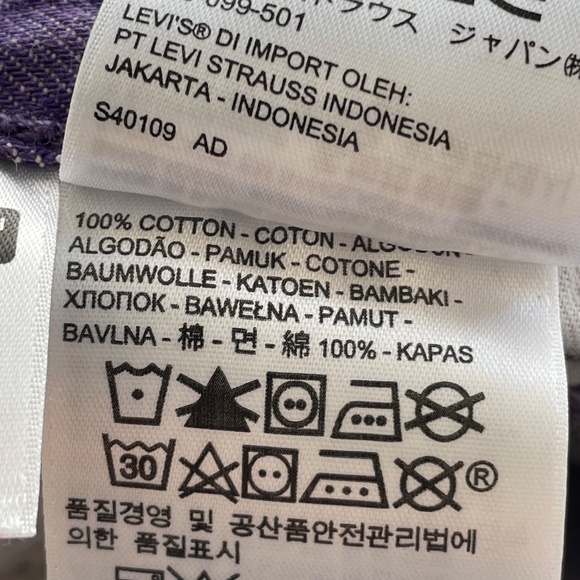 099-501
トラウス ジャパン㈱
LEVI'S® DI IMPORT OLEH:
PT LEVI STRAUSS INDONESIA
JAKARTA - INDONESIA
S40109 AD
100% COTTON - COTON -
ALGODÃO - PAMUK - COTONE -
BAUMWOLLE - KATOEN - BAMBAKI -
ХЛОПОК - BAWEŁNA - PAMUT -
BAVLNA - 棉 - 면 - 綿 100% - KAPAS
30
®
품질경영 및 공산품안전관리법에
의한 품질표시